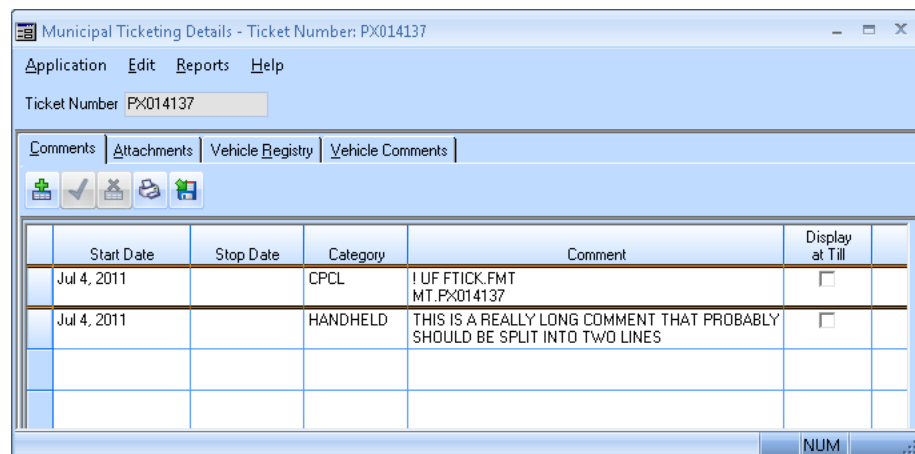 Municipal Ticketing Details - Ticket Number: PX014137
Application Edit Reports Help
Ticket Number PX014137
Comments Attachments Vehicle Registry Vehicle Comments
Start Date Stop Date Category Comment Display at Till
Jul 4, 2011 CPCL ! UF FTICK.FMT
MT.PX014137
Jul 4, 2011 HANDHELD THIS IS A REALLY LONG COMMENT THAT PROBABLY
SHOULD BE SPLIT INTO TWO LINES
NUM